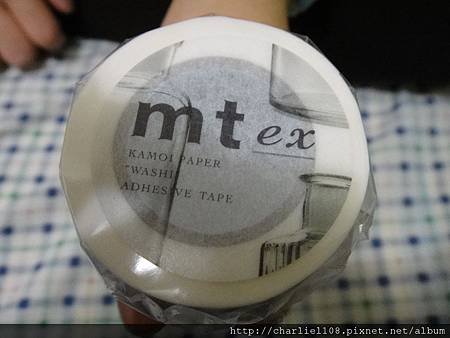 mt ex
KAMOI PAPER
"WASHI"
ADHESIVE TAPE
http://charlie1108.pixnet.net/album